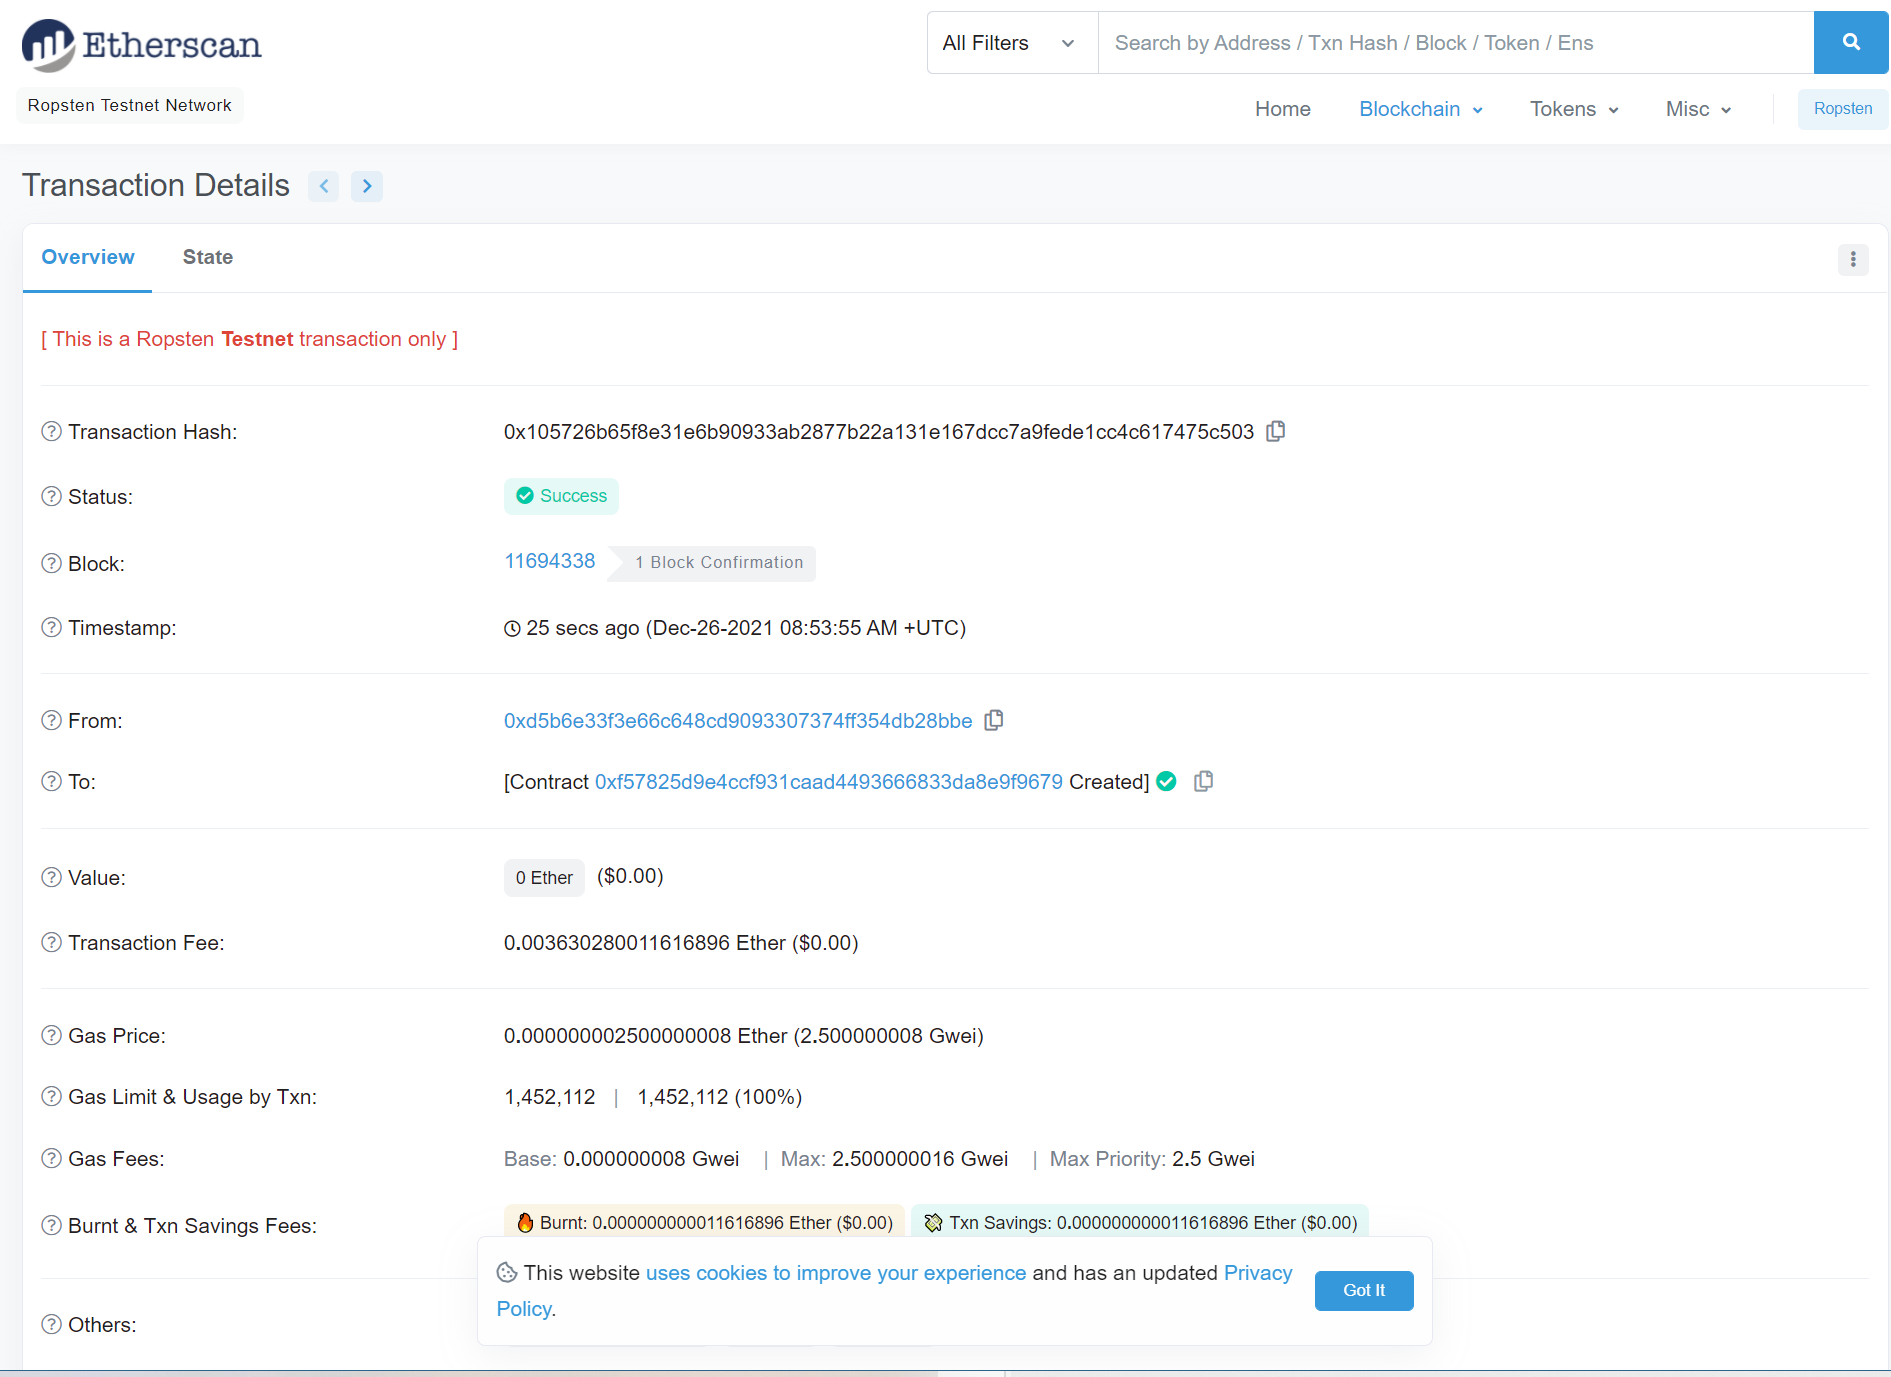 Etherscan
All Filters
Search by Address / Txn Hash / Block / Token / Ens
Ropsten Testnet Network
Home Blockchain Tokens Misc Ropsten
Transaction Details
Overview State
[ This is a Ropsten Testnet transaction only ]
Transaction Hash: 0x105726b65f8e31e6b90933ab2877b22a131e167dcc7a9fede1cc4c617475c503
Status: Success
Block: 11694338 1 Block Confirmation
Timestamp: 25 secs ago (Dec-26-2021 08:53:55 AM +UTC)
From: 0xd5b6e33f3e66c648cd9093307374ff354db28bbe
To: [Contract 0xf57825d9e4ccf931caad4493666833da8e9f9679 Created]
Value: 0 Ether ($0.00)
Transaction Fee: 0.003630280011616896 Ether ($0.00)
Gas Price: 0.000000002500000008 Ether (2.500000008 Gwei)
Gas Limit & Usage by Txn: 1,452,112 | 1,452,112 (100%)
Gas Fees: Base: 0.000000008 Gwei | Max: 2.500000016 Gwei | Max Priority: 2.5 Gwei
Burnt & Txn Savings Fees: Burnt: 0.000000000011616896 Ether ($0.00) Txn Savings: 0.000000000011616896 Ether ($0.00)
This website uses cookies to improve your experience and has an updated Privacy
Policy.
Got It
Others: